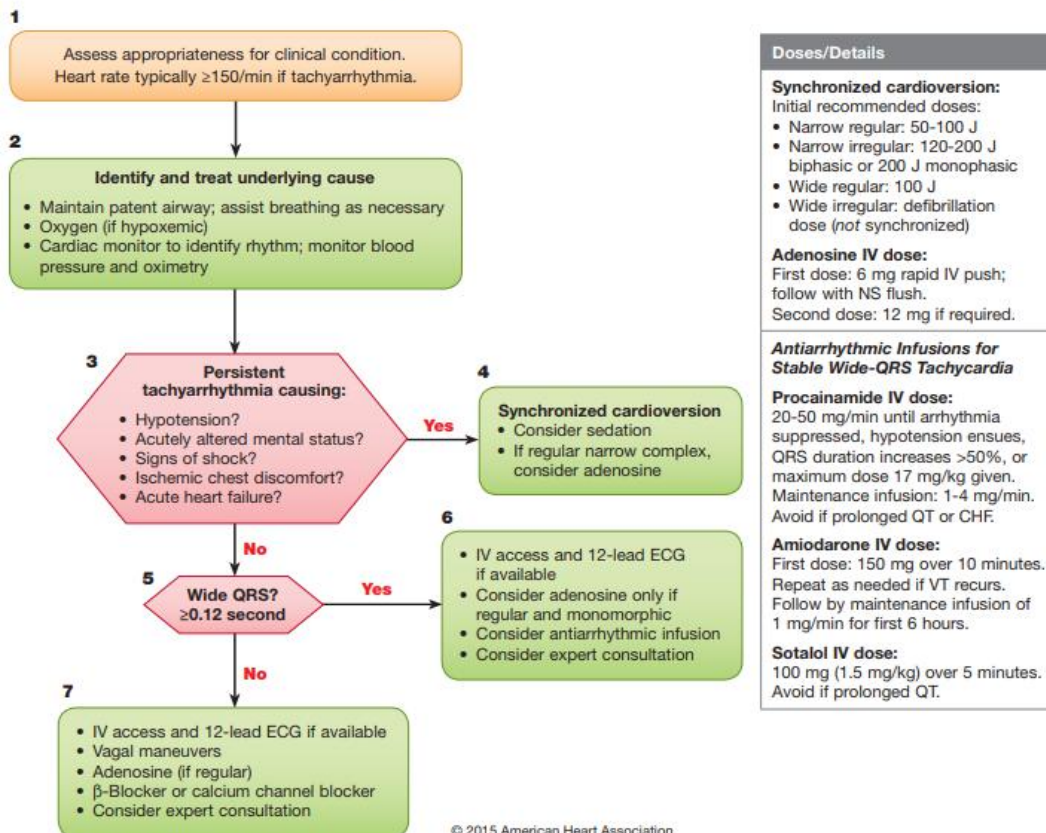 1
Assess appropriateness for clinical condition.
Heart rate typically ≥150/min if tachyarrhythmia.
2
Identify and treat underlying cause
• Maintain patent airway; assist breathing as necessary
• Oxygen (if hypoxemic)
• Cardiac monitor to identify rhythm; monitor blood
pressure and oximetry
3
Persistent
tachyarrhythmia causing:
• Hypotension?
• Acutely altered mental status?
• Signs of shock?
• Ischemic chest discomfort?
• Acute heart failure?
Yes
4
Synchronized cardioversion
• Consider sedation
• If regular narrow complex,
consider adenosine
No
5
Wide QRS?
≥0.12 second
Yes
6
• IV access and 12-lead ECG
if available
• Consider adenosine only if
regular and monomorphic
• Consider antiarrhythmic infusion
• Consider expert consultation
No
7
• IV access and 12-lead ECG if available
• Vagal maneuvers
• Adenosine (if regular)
• β-Blocker or calcium channel blocker
• Consider expert consultation
Doses/Details
Synchronized cardioversion:
Initial recommended doses:
• Narrow regular: 50-100 J
• Narrow irregular: 120-200 J
biphasic or 200 J monophasic
• Wide regular: 100 J
• Wide irregular: defibrillation
dose (not synchronized)
Adenosine IV dose:
First dose: 6 mg rapid IV push;
follow with NS flush.
Second dose: 12 mg if required.
Antiarrhythmic Infusions for
Stable Wide-QRS Tachycardia
Procainamide IV dose:
20-50 mg/min until arrhythmia
suppressed, hypotension ensues,
QRS duration increases >50%, or
maximum dose 17 mg/kg given.
Maintenance infusion: 1-4 mg/min.
Avoid if prolonged QT or CHF.
Amiodarone IV dose:
First dose: 150 mg over 10 minutes.
Repeat as needed if VT recurs.
Follow by maintenance infusion of
1 mg/min for first 6 hours.
Sotalol IV dose:
100 mg (1.5 mg/kg) over 5 minutes.
Avoid if prolonged QT.
© 2015 American Heart Association